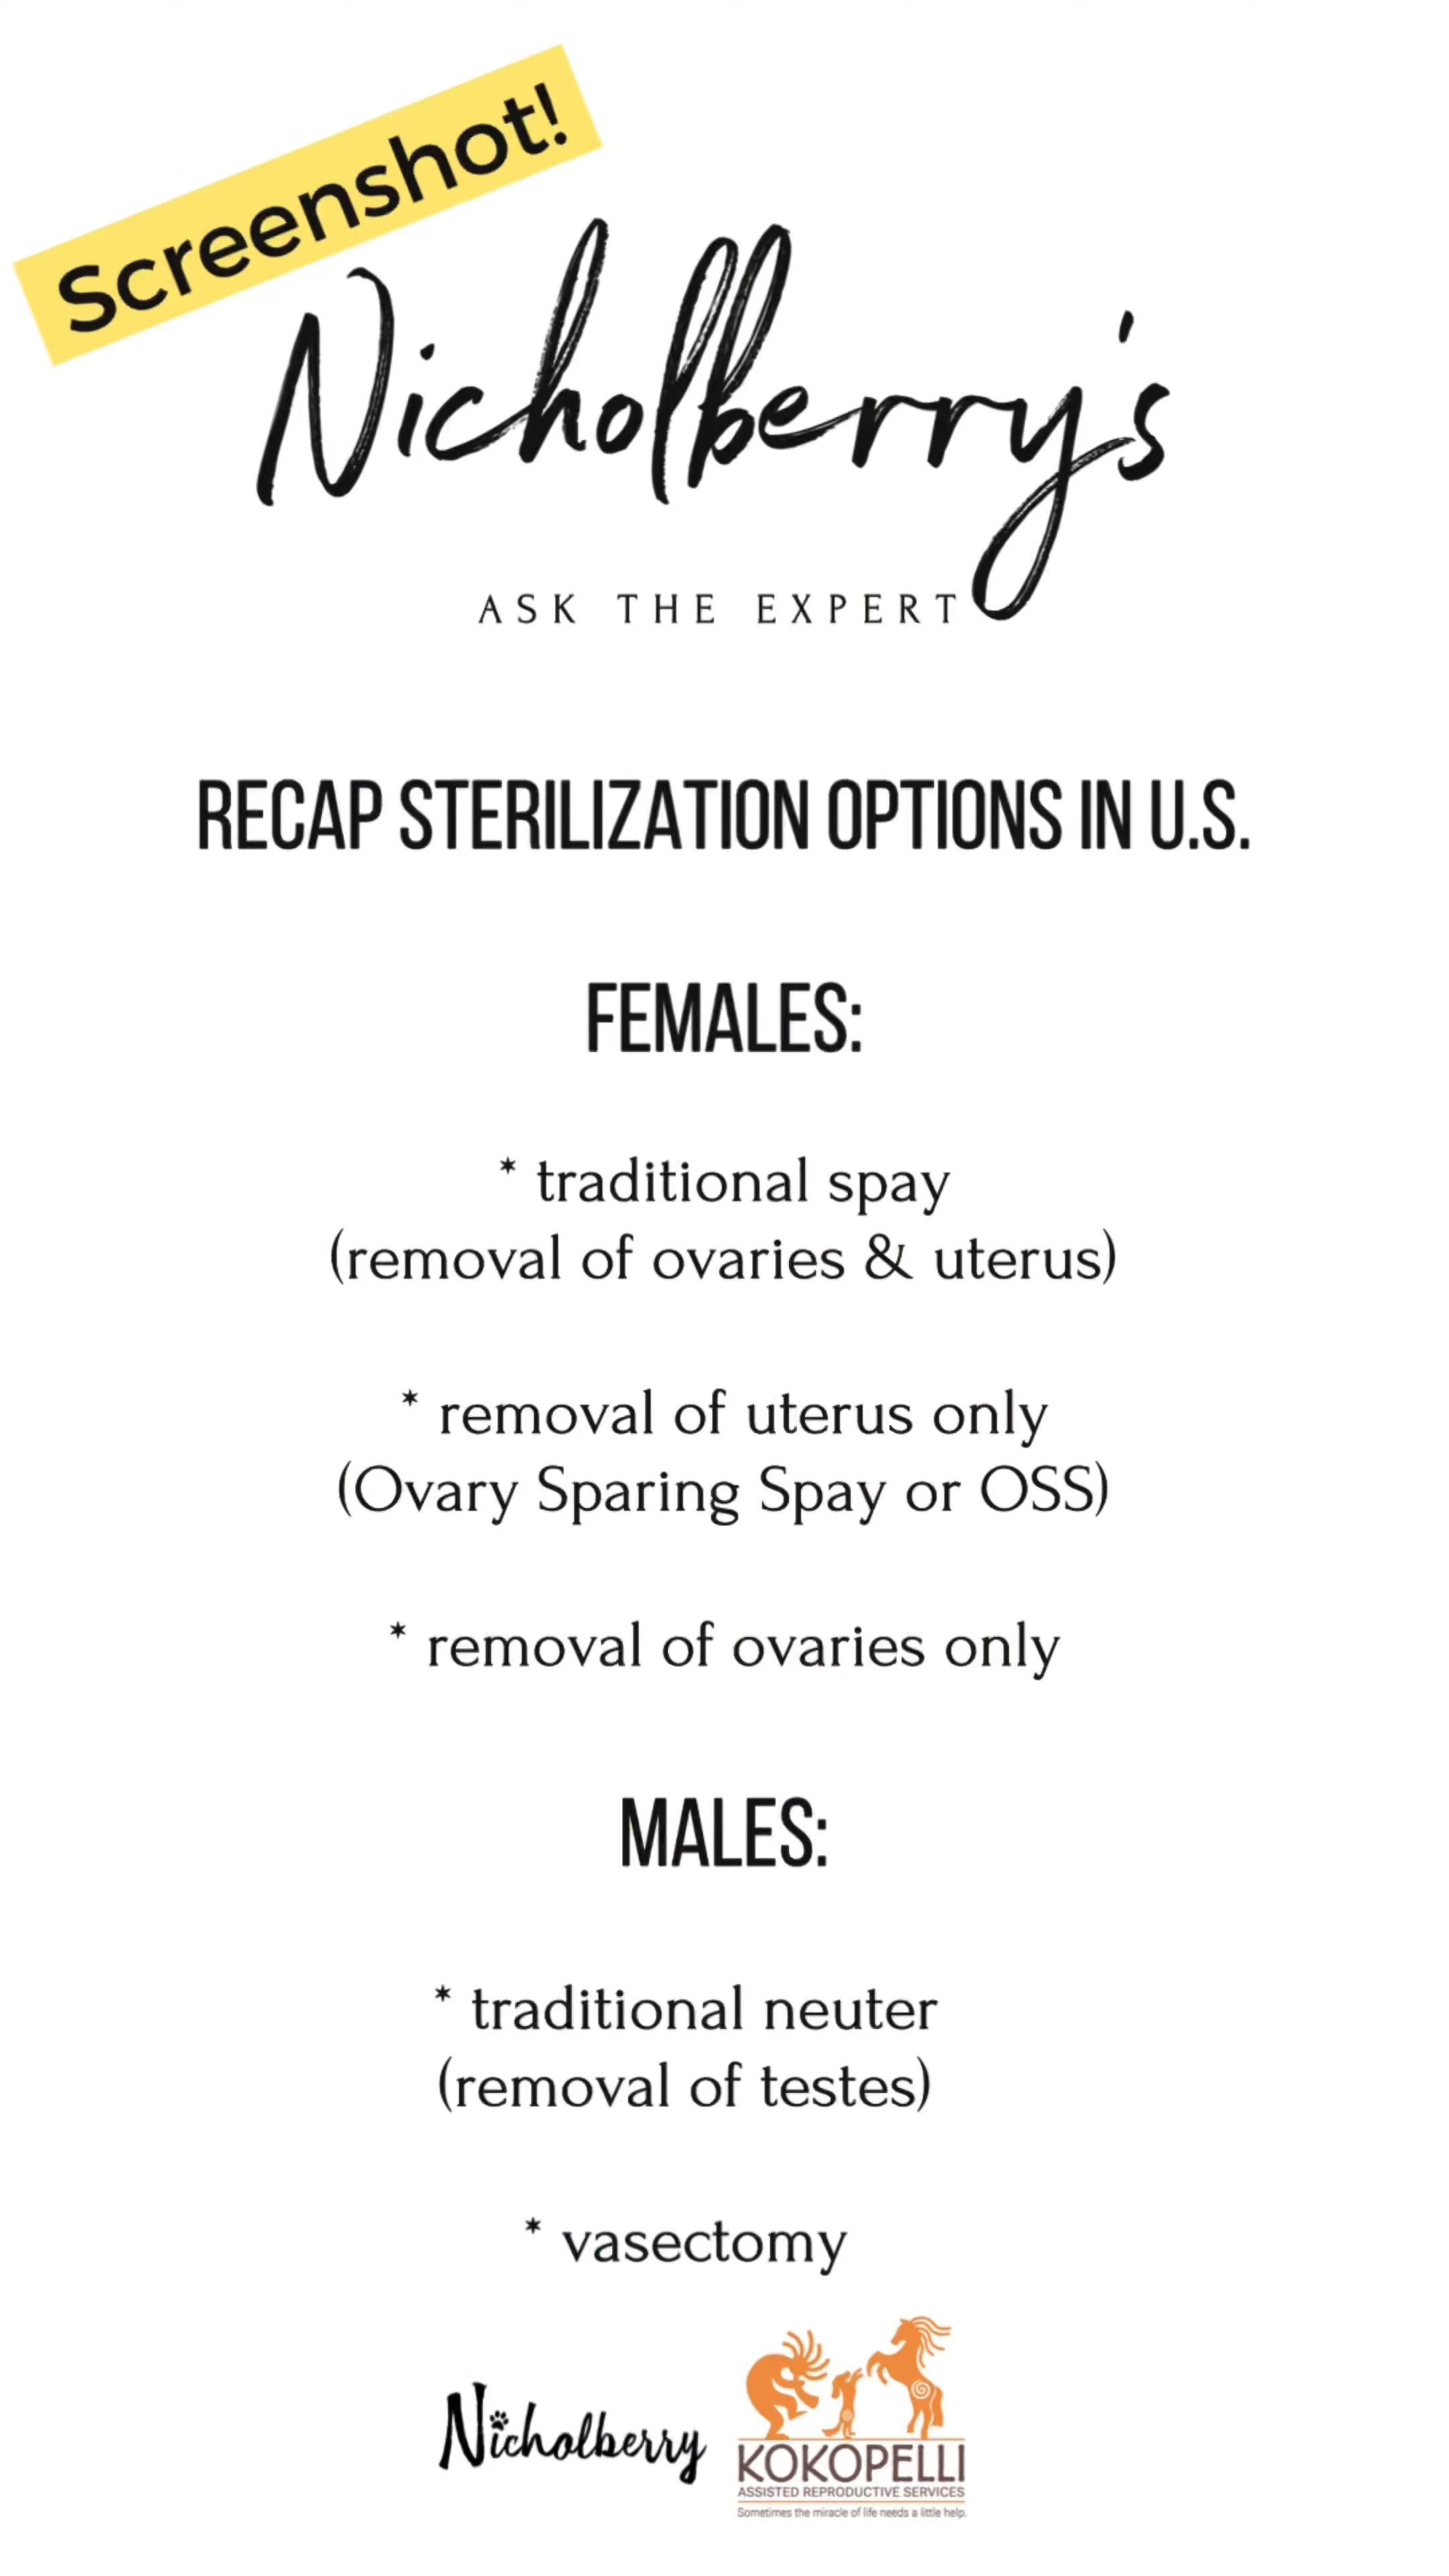 Screenshot!
Nicholberry's
ASK THE EXPERT
RECAP STERILIZATION OPTIONS IN U.S.
FEMALES:
* traditional spay
(removal of ovaries & uterus)
* removal of uterus only
(Ovary Sparing Spay or OSS)
* removal of ovaries only
MALES:
* traditional neuter
(removal of testes)
* vasectomy
Nicholberry
KOKOPELLI
ASSISTED REPRODUCTIVE SERVICES
Sometimes the miracle of life needs a little help.